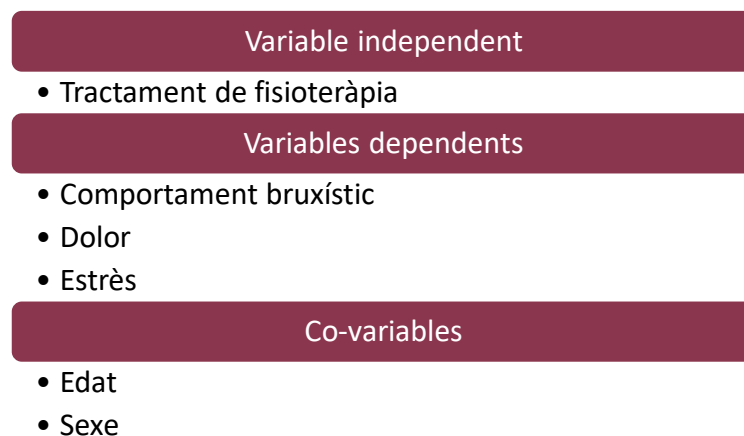 Variable independent
• Tractament de fisioteràpia
Variables dependents
• Comportament bruxístic
• Dolor
• Estrès
Co-variables
• Edat
• Sexe